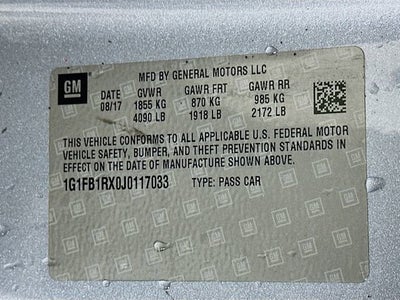 GM
MFD BY GENERAL MOTORS LLC
DATE GVWR GAWR FRT GAWR RR
08/17 1855 KG 870 KG 985 KG
4090 LB 1918 LB 2172 LB
THIS VEHICLE CONFORMS TO ALL APPLICABLE U.S. FEDERAL MOTOR
VEHICLE SAFETY, BUMPER, AND THEFT PREVENTION STANDARDS IN
EFFECT ON THE DATE OF MANUFACTURE SHOWN ABOVE.
1G1FB1RX0J0117033 TYPE: PASS CAR